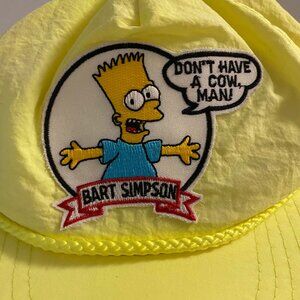 DON'T HAVE
A COW,
MAN!
BART SIMPSON